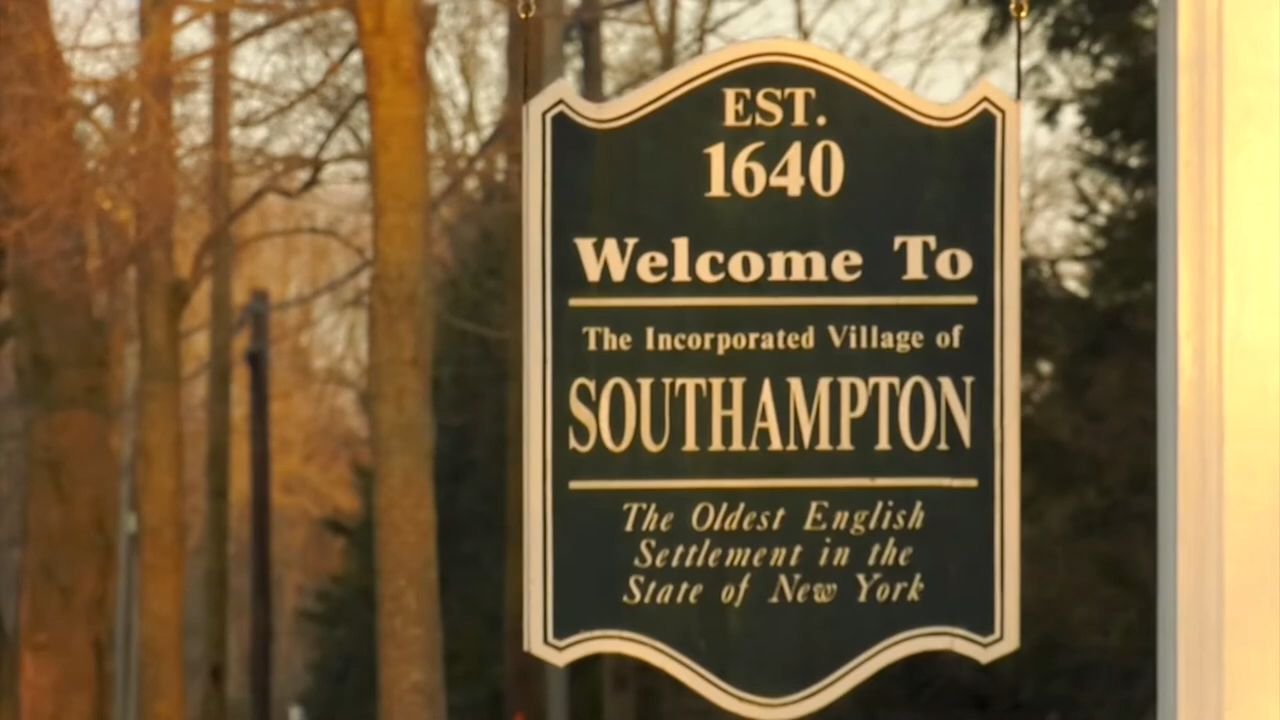 EST.
1640
Welcome To
The Incorporated Village of
SOUTHAMPTON
The Oldest English
Settlement in the
State of New York